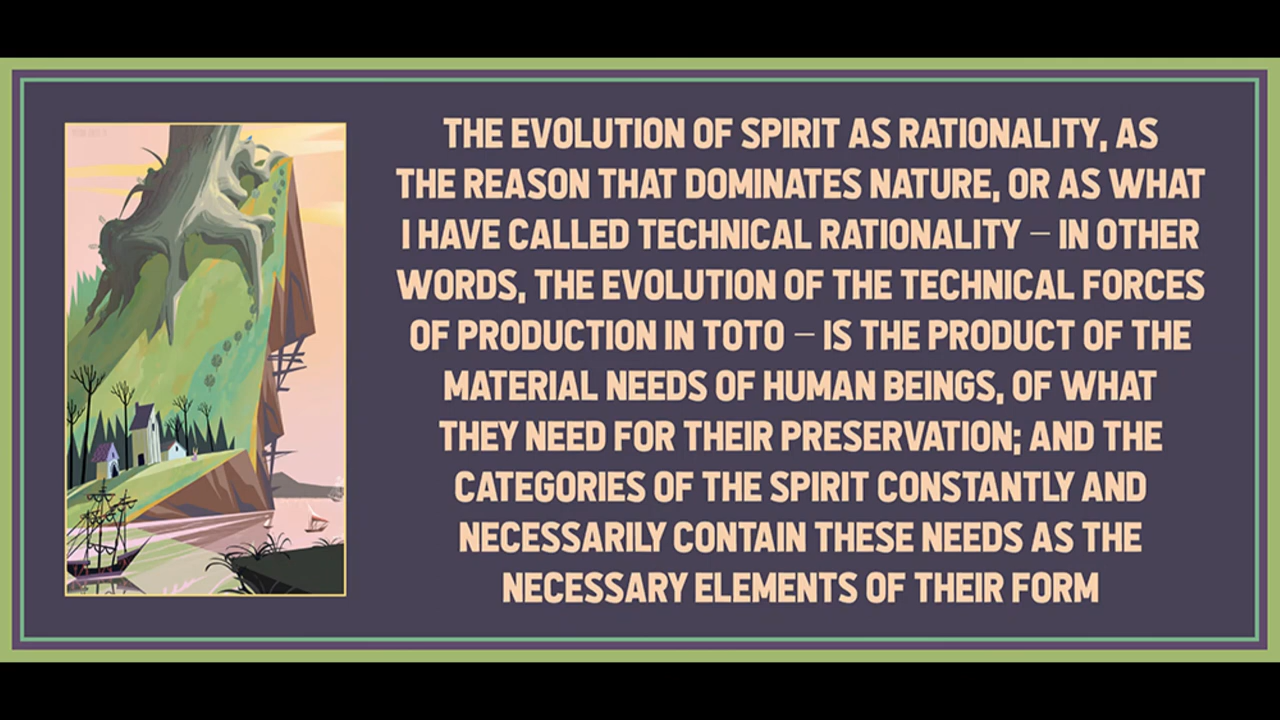 THE EVOLUTION OF SPIRIT AS RATIONALITY, AS
THE REASON THAT DOMINATES NATURE, OR AS WHAT
I HAVE CALLED TECHNICAL RATIONALITY – IN OTHER
WORDS, THE EVOLUTION OF THE TECHNICAL FORCES
OF PRODUCTION IN TOTO – IS THE PRODUCT OF THE
MATERIAL NEEDS OF HUMAN BEINGS, OF WHAT
THEY NEED FOR THEIR PRESERVATION; AND THE
CATEGORIES OF THE SPIRIT CONSTANTLY AND
NECESSARILY CONTAIN THESE NEEDS AS THE
NECESSARY ELEMENTS OF THEIR FORM